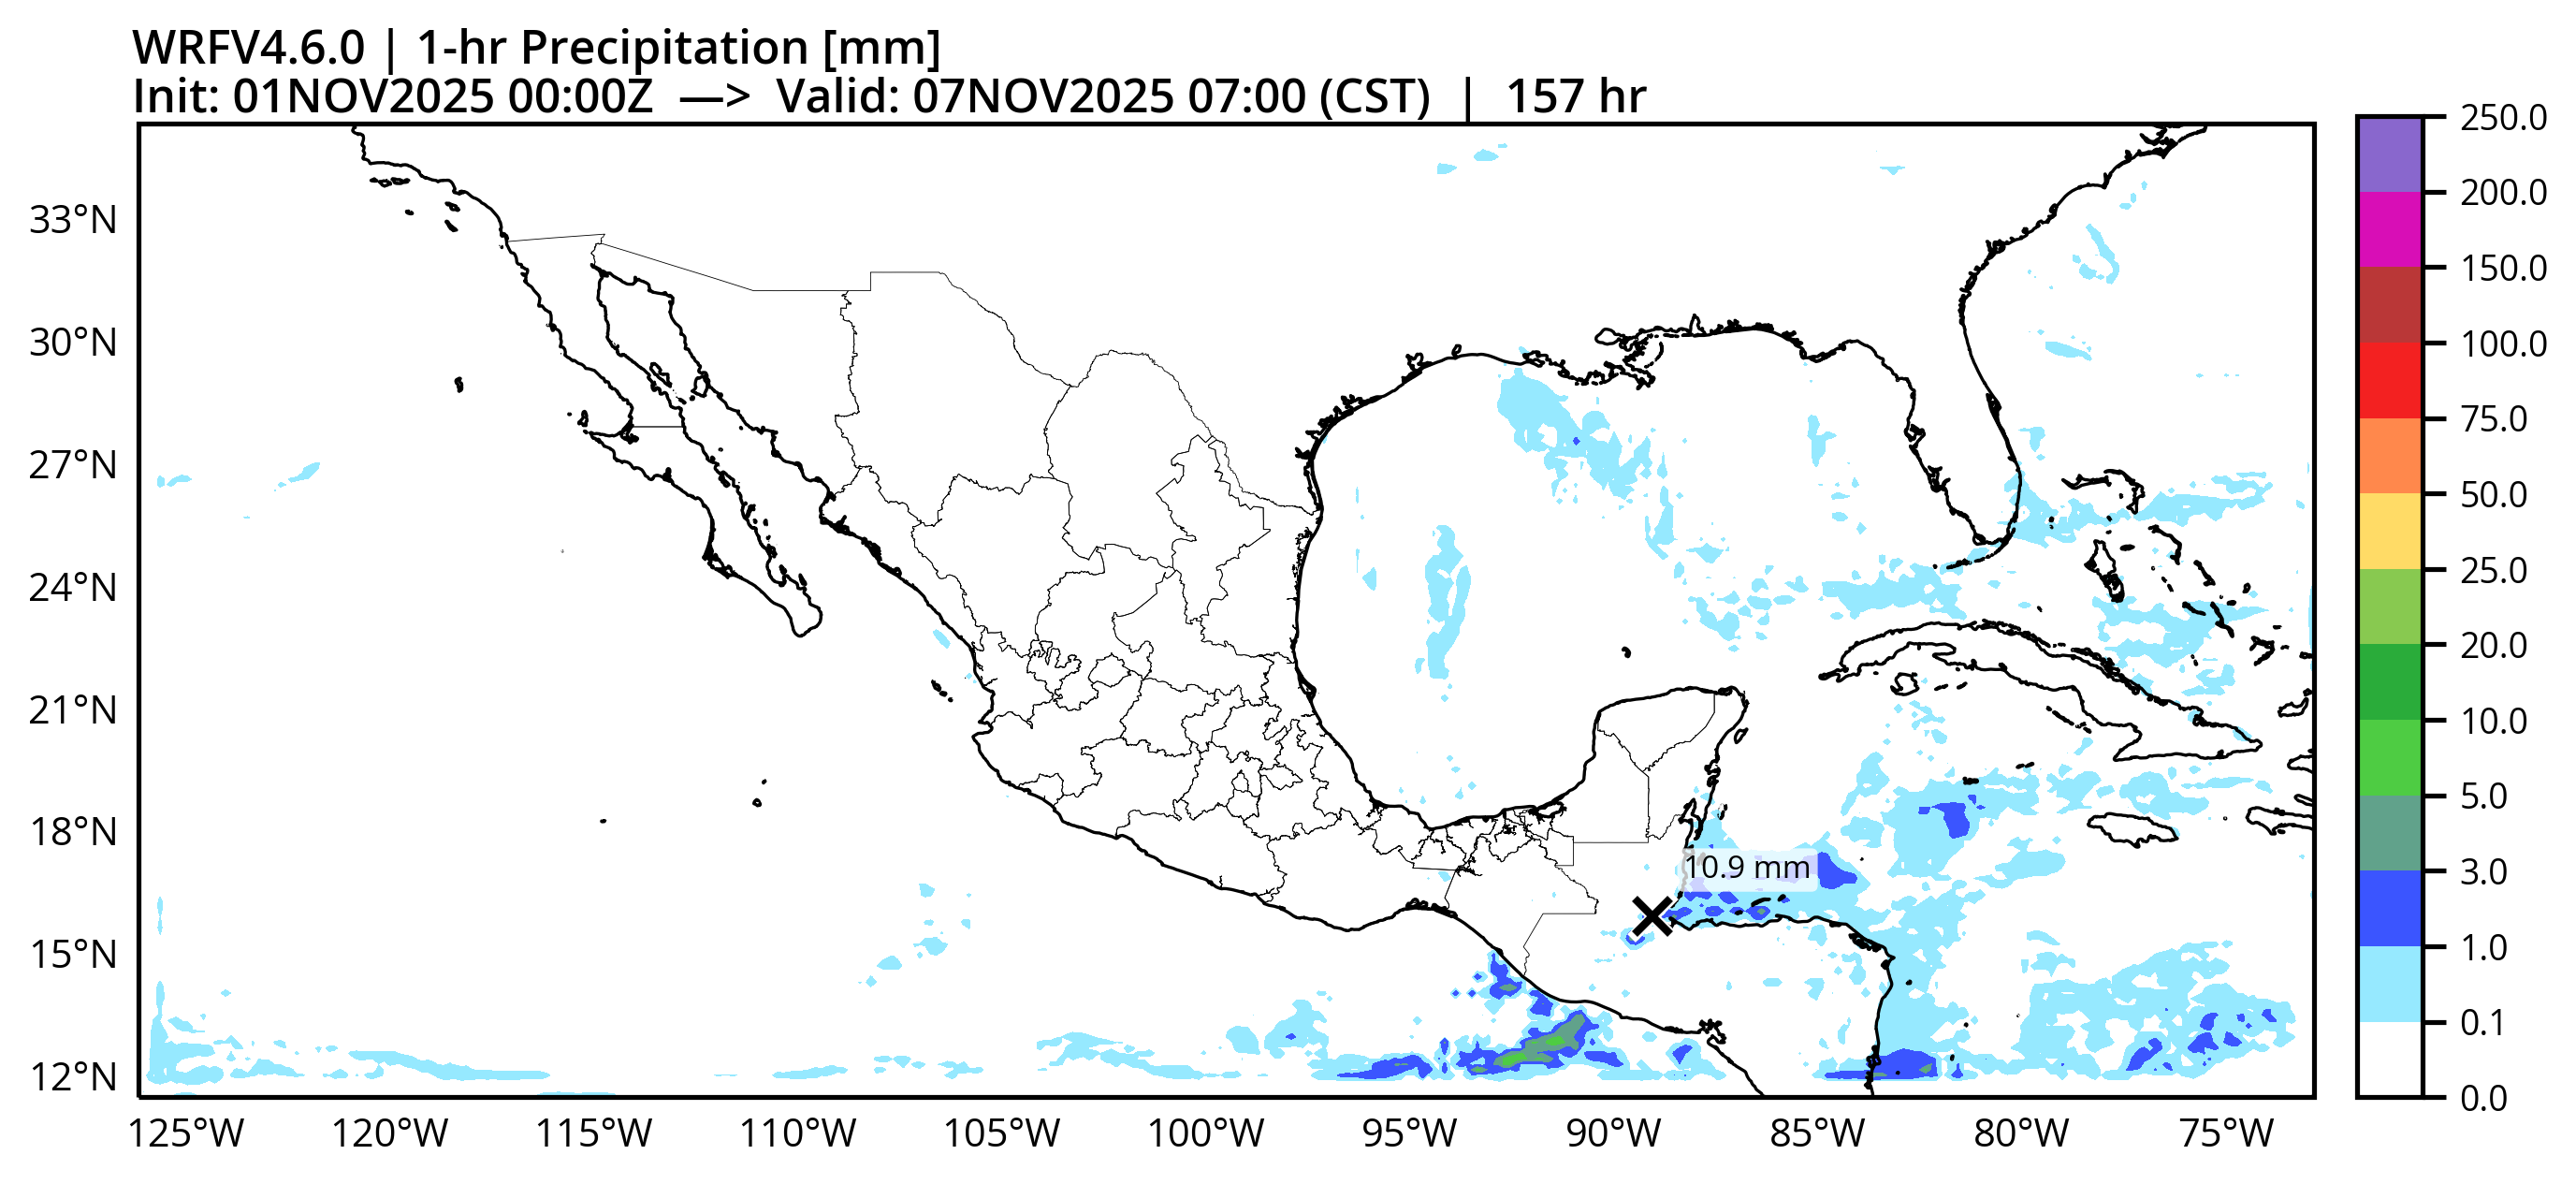 WRFV4.6.0 | 1-hr Precipitation [mm]
Init: 01NOV2025 00:00Z —> Valid: 07NOV2025 07:00 (CST) | 157 hr
33°N
30°N
27°N
24°N
21°N
18°N
15°N
12°N
10.9 mm
125°W 120°W 115°W 110°W 105°W 100°W 95°W 90°W 85°W 80°W 75°W
250.0
200.0
150.0
100.0
75.0
50.0
25.0
20.0
10.0
5.0
3.0
1.0
0.1
0.0